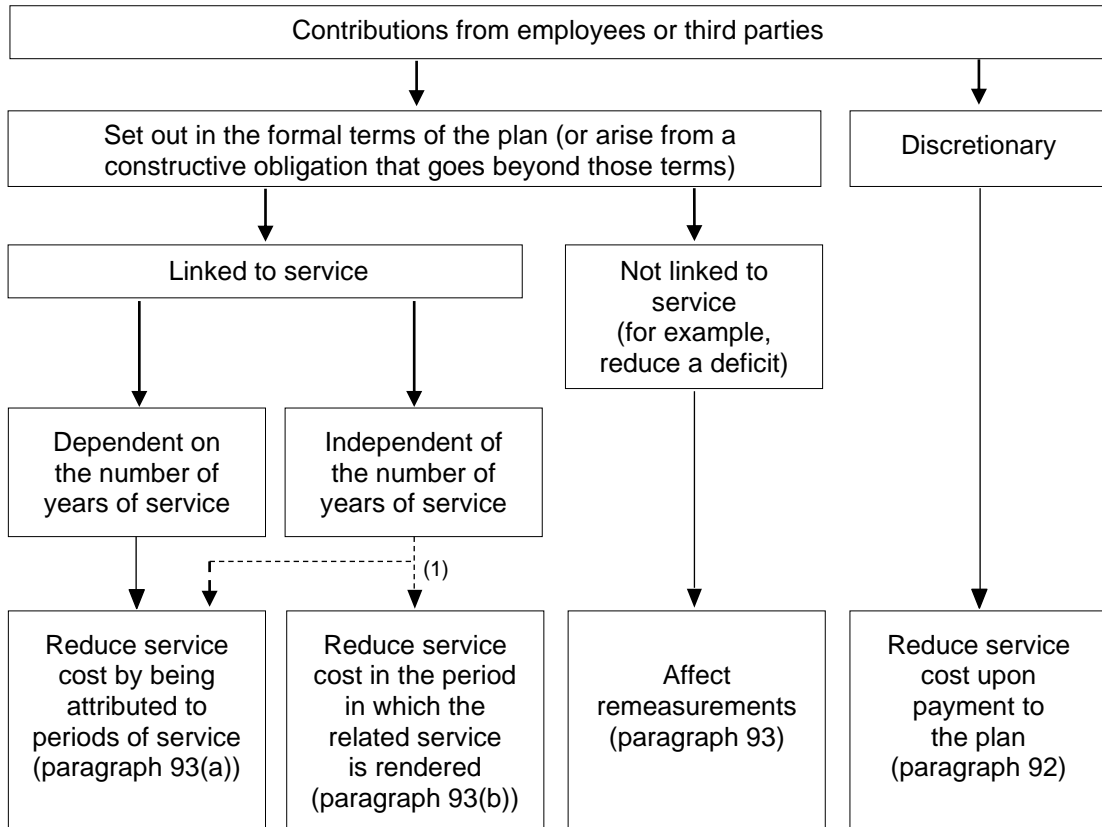 Contributions from employees or third parties
Set out in the formal terms of the plan (or arise from a
constructive obligation that goes beyond those terms)
Discretionary
Linked to service
Not linked to
service
(for example,
reduce a deficit)
Dependent on
the number of
years of service
Independent of
the number of
years of service
(1)
Reduce service
cost by being
attributed to
periods of service
(paragraph 93(a))
Reduce service
cost in the period
in which the
related service
is rendered
(paragraph 93(b))
Affect
remeasurements
(paragraph 93)
Reduce service
cost upon
payment to
the plan
(paragraph 92)